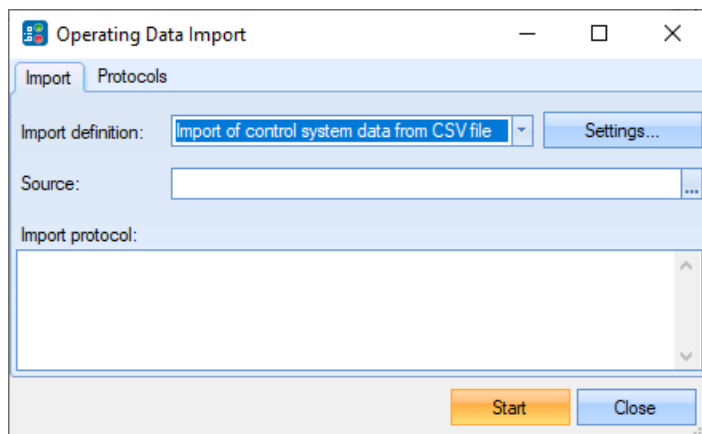 Operating Data Import
Import Protocols
Import definition: Import of control system data from CSV file Settings...
Source: ...
Import protocol:
Start Close